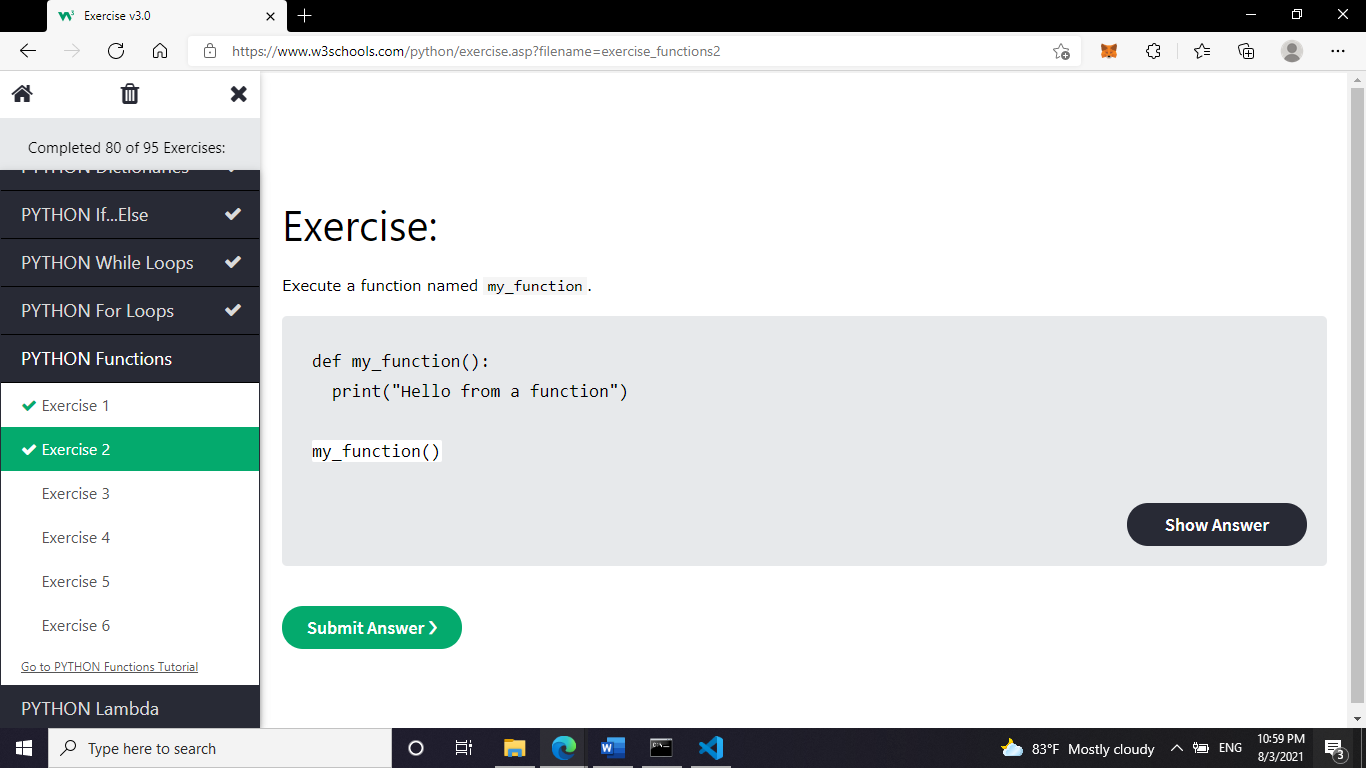 Exercise v3.0
https://www.w3schools.com/python/exercise.asp?filename=exercise_functions2
Completed 80 of 95 Exercises:
PYTHON Dictionaries
PYTHON If...Else
PYTHON While Loops
PYTHON For Loops
PYTHON Functions
Exercise 1
Exercise 2
Exercise 3
Exercise 4
Exercise 5
Exercise 6
Go to PYTHON Functions Tutorial
PYTHON Lambda
Exercise:
Execute a function named my_function.
def my_function():
  print("Hello from a function")
my_function()
Show Answer
Submit Answer ❯
Type here to search
83°F Mostly cloudy
ENG
10:59 PM
8/3/2021
3